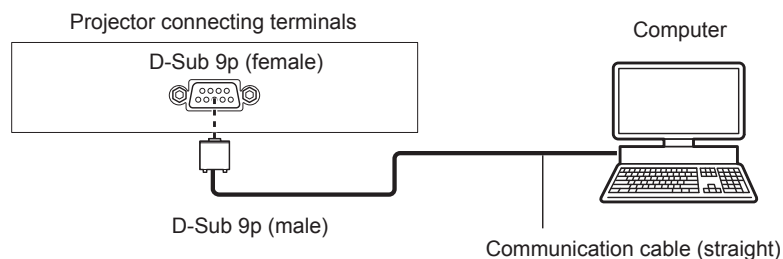 Projector connecting terminals
Computer
D-Sub 9p (female)
D-Sub 9p (male)
Communication cable (straight)